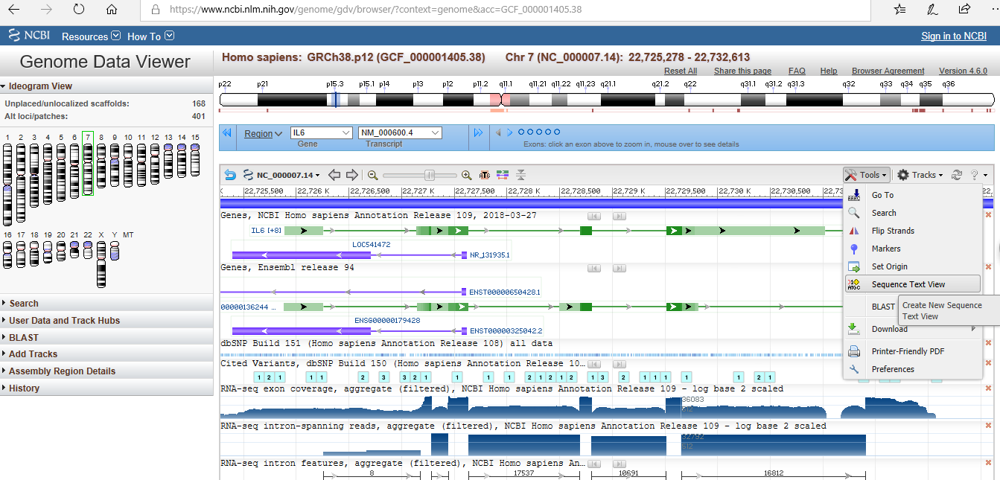 https://www.ncbi.nlm.nih.gov/genome/gdv/browser/?context=genome&acc=GCF_000001405.38
NCBI Resources How To Sign in to NCBI
Genome Data Viewer
Homo sapiens: GRCh38.p12 (GCF_000001405.38) Chr 7 (NC_000007.14): 22,725,278 - 22,732,613
Reset All Share this page FAQ Help Browser Agreement Version 4.6.0
Ideogram View
Unplaced/unlocalized scaffolds: 168
Alt loci/patches: 401
1 2 3 4 5 6 7 8 9 10 11 12 13 14 15
16 17 18 19 20 21 22 X Y MT
Search
User Data and Track Hubs
BLAST
Add Tracks
Assembly Region Details
History
p22 p21 p15.3 p15.1 p14 p13 p12 p11.2 q11.1 q11.21 q11.22 q11.23 q21.1 q21.2 q22 q31.1 q31.2 q31.3 q32 q33 q34 q35 q36
Region IL6 NM_000600.4
Gene Transcript Exons: click an exon above to zoom in, mouse over to see details
NC_000007.14 Tools Tracks ?
22,725,500 22,726 K 22,726,500 22,727 K 22,727,500 22,728 K 22,728,500 22,729 K 22,729,500 22,730 K 22,730,500
Genes, NCBI Homo sapiens Annotation Release 109, 2018-03-27
IL6 [+8]
LOC541472
NR_131935.1
Genes, Ensembl release 94
ENST00000650428.1
00000136244 ...
ENSG00000179428
ENST00000325042.2
dbSNP Build 151 (Homo sapiens Annotation Release 108) all data
Cited Variants, dbSNP Build 150 (Homo sapiens Annotation Release 10...
1 2 1 1 1 2 3 3 2 1 1 1 1 2 1 2 1 2 1 3 2 1 1 1 1 1 2 1
RNA-seq exon coverage, aggregate (filtered), NCBI Homo sapiens Annotation Release 109 - log base 2 scaled
36083
512
RNA-seq intron-spanning reads, aggregate (filtered), NCBI Homo sapiens Annotation Release 109 - log base 2 scaled
32792
512
RNA-seq intron features, aggregate (filtered), NCBI Homo sapiens An...
8 17537 10691 16812
Go To
Search
Flip Strands
Markers
Set Origin
Sequence Text View
BLAST
Create New Sequence
Text View
Download
Printer-Friendly PDF
Preferences